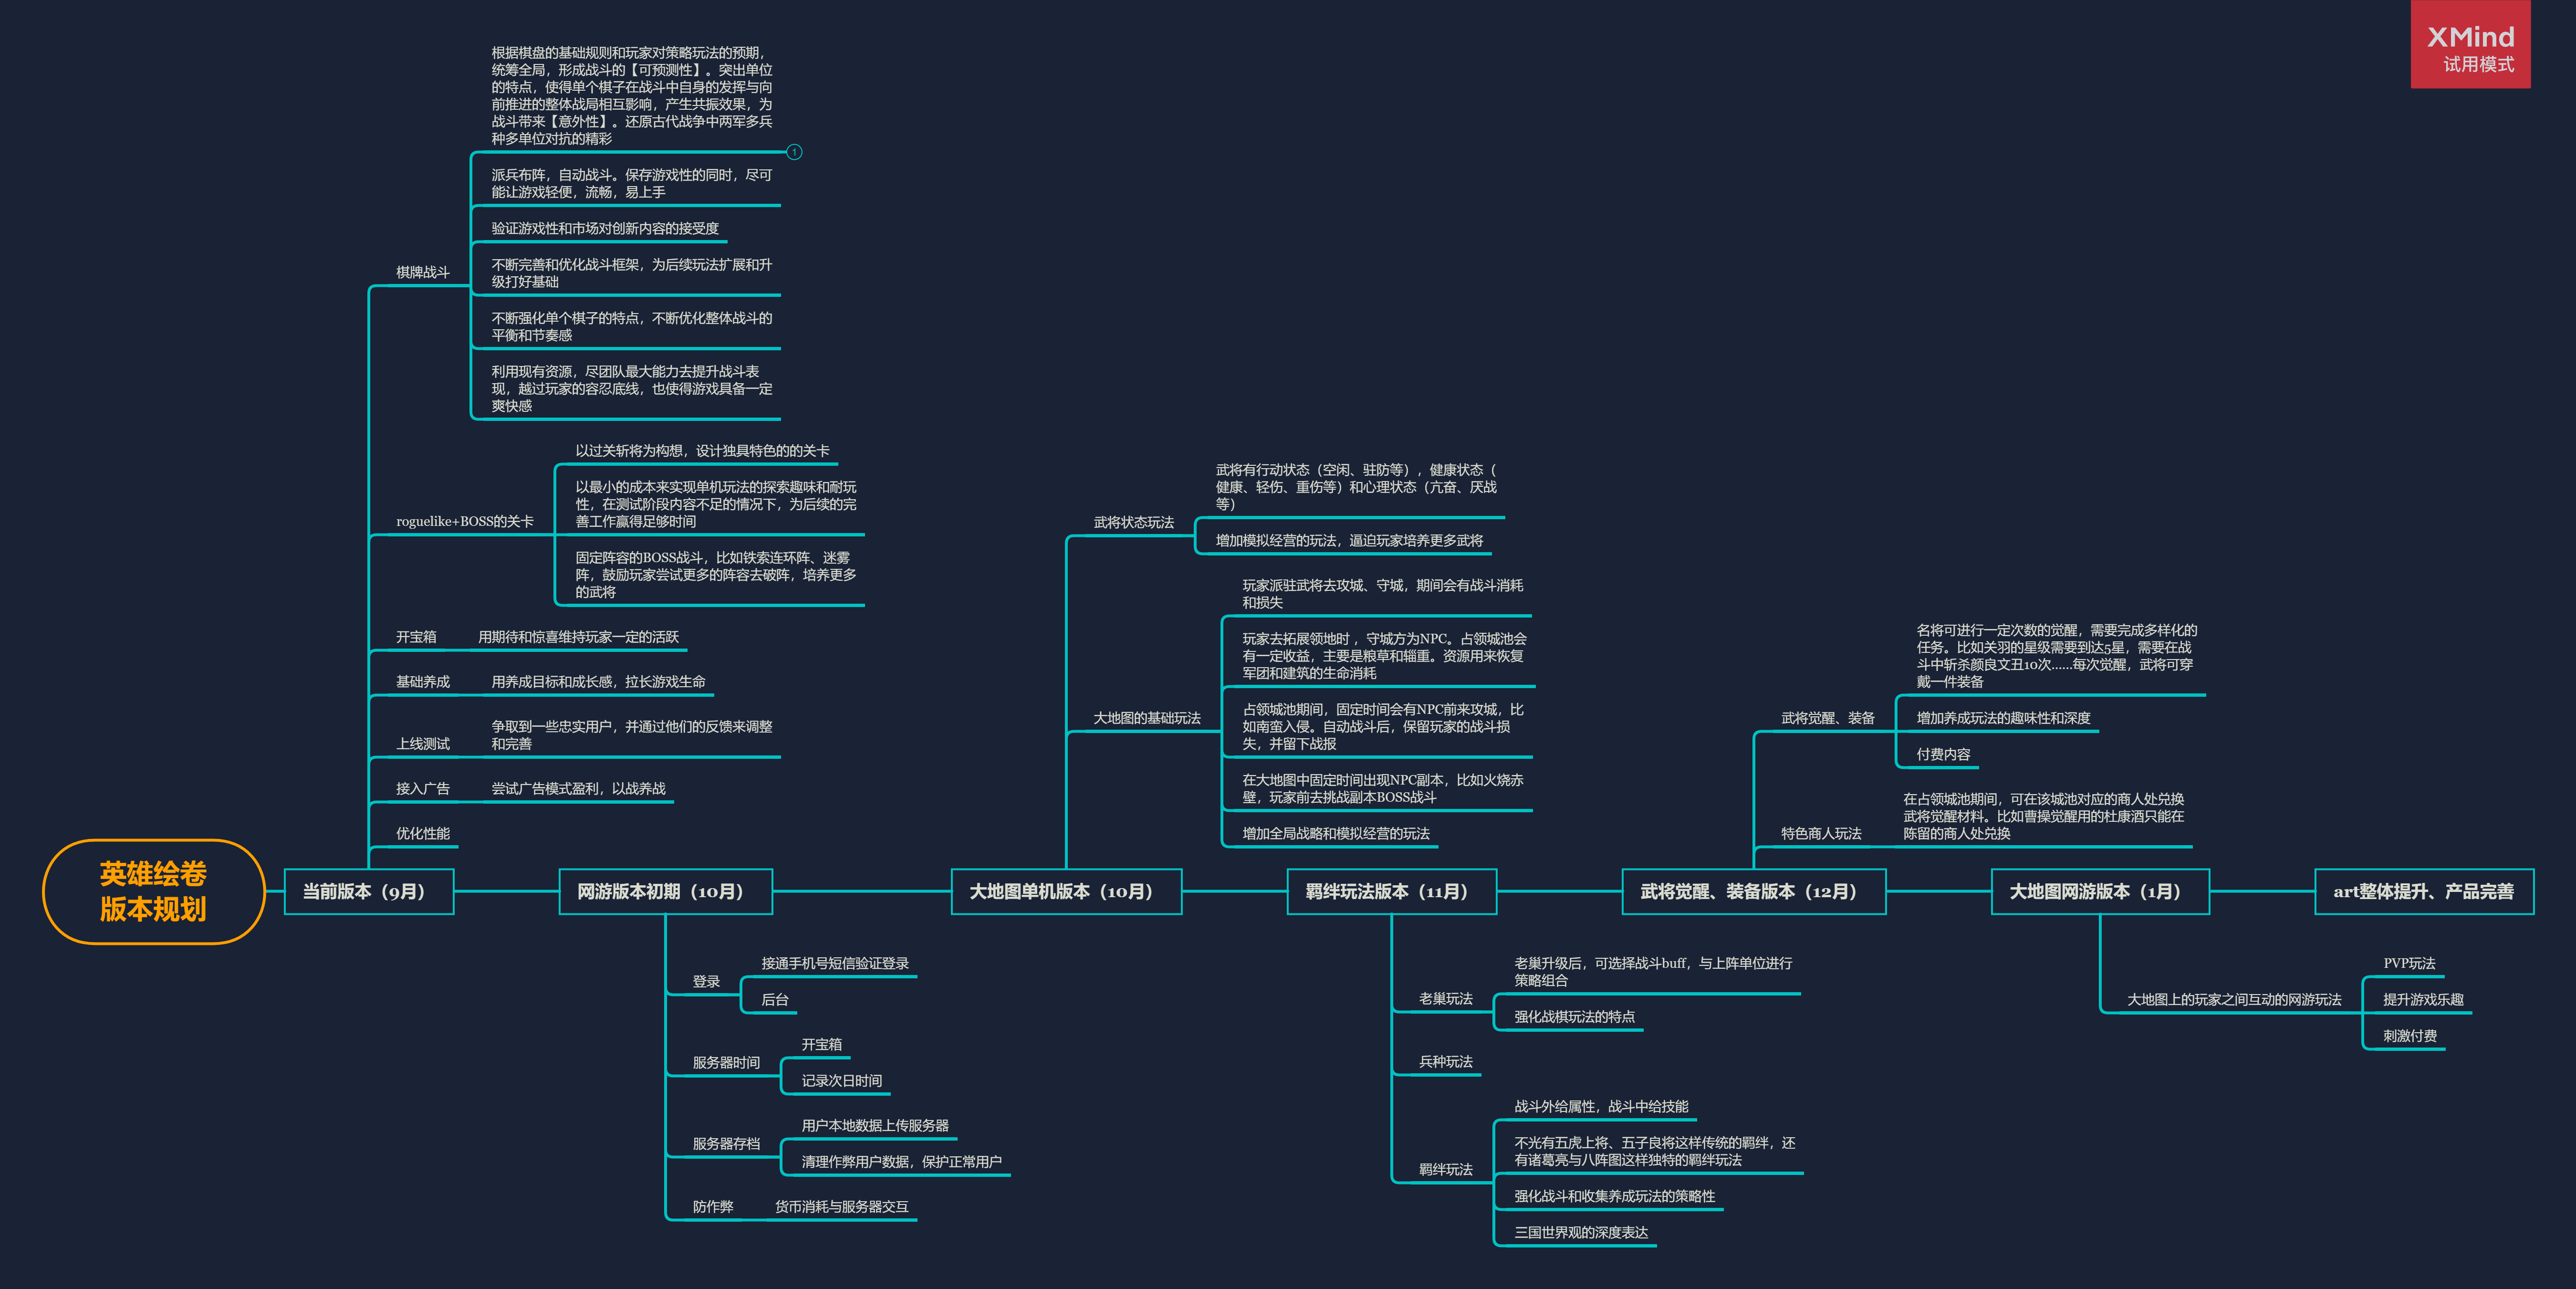 XMind
试用模式
英雄绘卷
版本规划
当前版本（9月）
棋牌战斗
根据棋盘的基础规则和玩家对策略玩法的预期，
统筹全局，形成战斗的【可预测性】。突出单位
的特点，使得单个棋子在战斗中自身的发挥与向
前推进的整体战局相互影响，产生共振效果，为
战斗带来【意外性】。还原古代战争中两军多兵
种多单位对抗的精彩
1
派兵布阵，自动战斗。保存游戏性的同时，尽可
能让游戏轻便，流畅，易上手
验证游戏性和市场对创新内容的接受度
不断完善和优化战斗框架，为后续玩法扩展和升
级打好基础
不断强化单个棋子的特点，不断优化整体战斗的
平衡和节奏感
利用现有资源，尽团队最大能力去提升战斗表
现，越过玩家的容忍底线，也使得游戏具备一定
爽快感
roguelike+BOSS的关卡
以过关斩将为构想，设计独具特色的的关卡
以最小的成本来实现单机玩法的探索趣味和耐玩
性，在测试阶段内容不足的情况下，为后续的完
善工作赢得足够时间
固定阵容的BOSS战斗，比如铁索连环阵、迷雾
阵，鼓励玩家尝试更多的阵容去破阵，培养更多
的武将
开宝箱
用期待和惊喜维持玩家一定的活跃
基础养成
用养成目标和成长感，拉长游戏生命
上线测试
争取到一些忠实用户，并通过他们的反馈来调整
和完善
接入广告
尝试广告模式盈利，以战养战
优化性能
网游版本初期（10月）
登录
接通手机号短信验证登录
后台
服务器时间
开宝箱
记录次日时间
服务器存档
用户本地数据上传服务器
清理作弊用户数据，保护正常用户
防作弊
货币消耗与服务器交互
大地图单机版本（10月）
武将状态玩法
武将有行动状态（空闲、驻防等），健康状态（
健康、轻伤、重伤等）和心理状态（亢奋、厌战
等）
增加模拟经营的玩法，逼迫玩家培养更多武将
大地图的基础玩法
玩家派驻武将去攻城、守城，期间会有战斗消耗
和损失
玩家去拓展领地时，守城方为NPC。占领城池会
有一定收益，主要是粮草和辎重。资源用来恢复
军团和建筑的生命消耗
占领城池期间，固定时间会有NPC前来攻城，比
如南蛮入侵。自动战斗后，保留玩家的战斗损
失，并留下战报
在大地图中固定时间出现NPC副本，比如火烧赤
壁，玩家前去挑战副本BOSS战斗
增加全局战略和模拟经营的玩法
羁绊玩法版本（11月）
老巢玩法
老巢升级后，可选择战斗buff，与上阵单位进行
策略组合
强化战棋玩法的特点
兵种玩法
羁绊玩法
战斗外给属性，战斗中给技能
不光有五虎上将、五子良将这样传统的羁绊，还
有诸葛亮与八阵图这样独特的羁绊玩法
强化战斗和收集养成玩法的策略性
三国世界观的深度表达
武将觉醒、装备版本（12月）
武将觉醒、装备
名将可进行一定次数的觉醒，需要完成多样化的
任务。比如关羽的星级需要到达5星，需要在战
斗中斩杀颜良文丑10次......每次觉醒，武将可穿
戴一件装备
增加养成玩法的趣味性和深度
付费内容
特色商人玩法
在占领城池期间，可在该城池对应的商人处兑换
武将觉醒材料。比如曹操觉醒用的杜康酒只能在
陈留的商人处兑换
大地图网游版本（1月）
大地图上的玩家之间互动的网游玩法
PVP玩法
提升游戏乐趣
刺激付费
art整体提升、产品完善